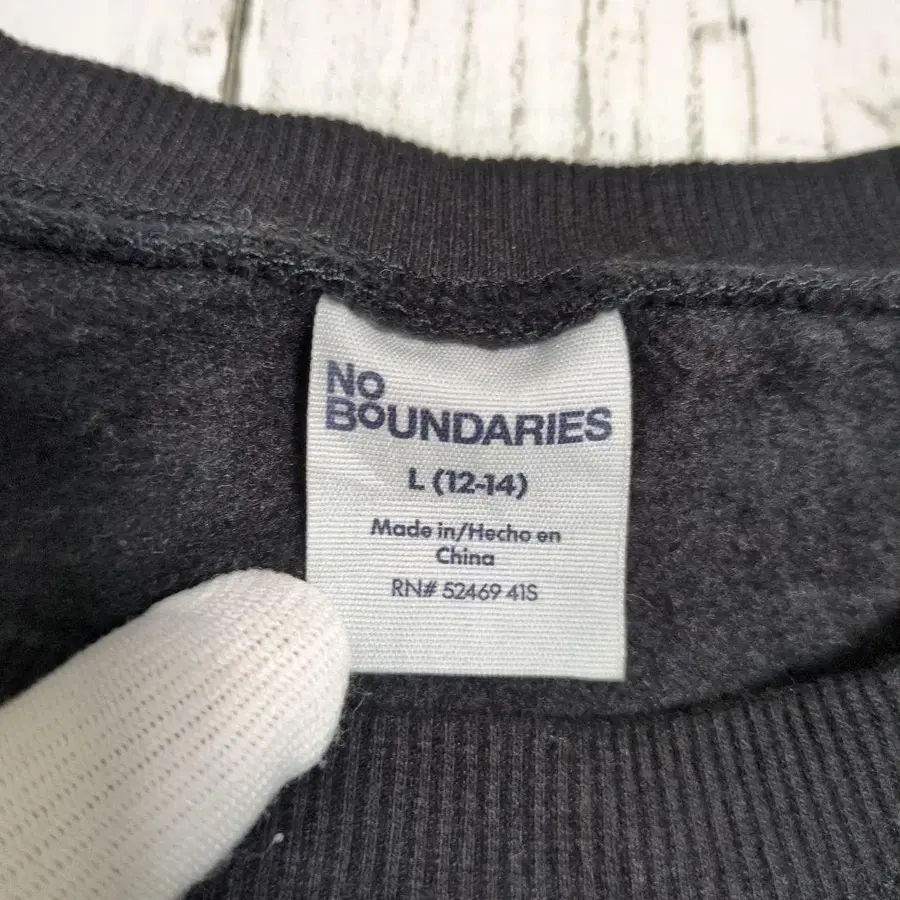 NO
BOUNDARIES
L (12-14)
Made in/Hecho en
China
RN# 52469 41S